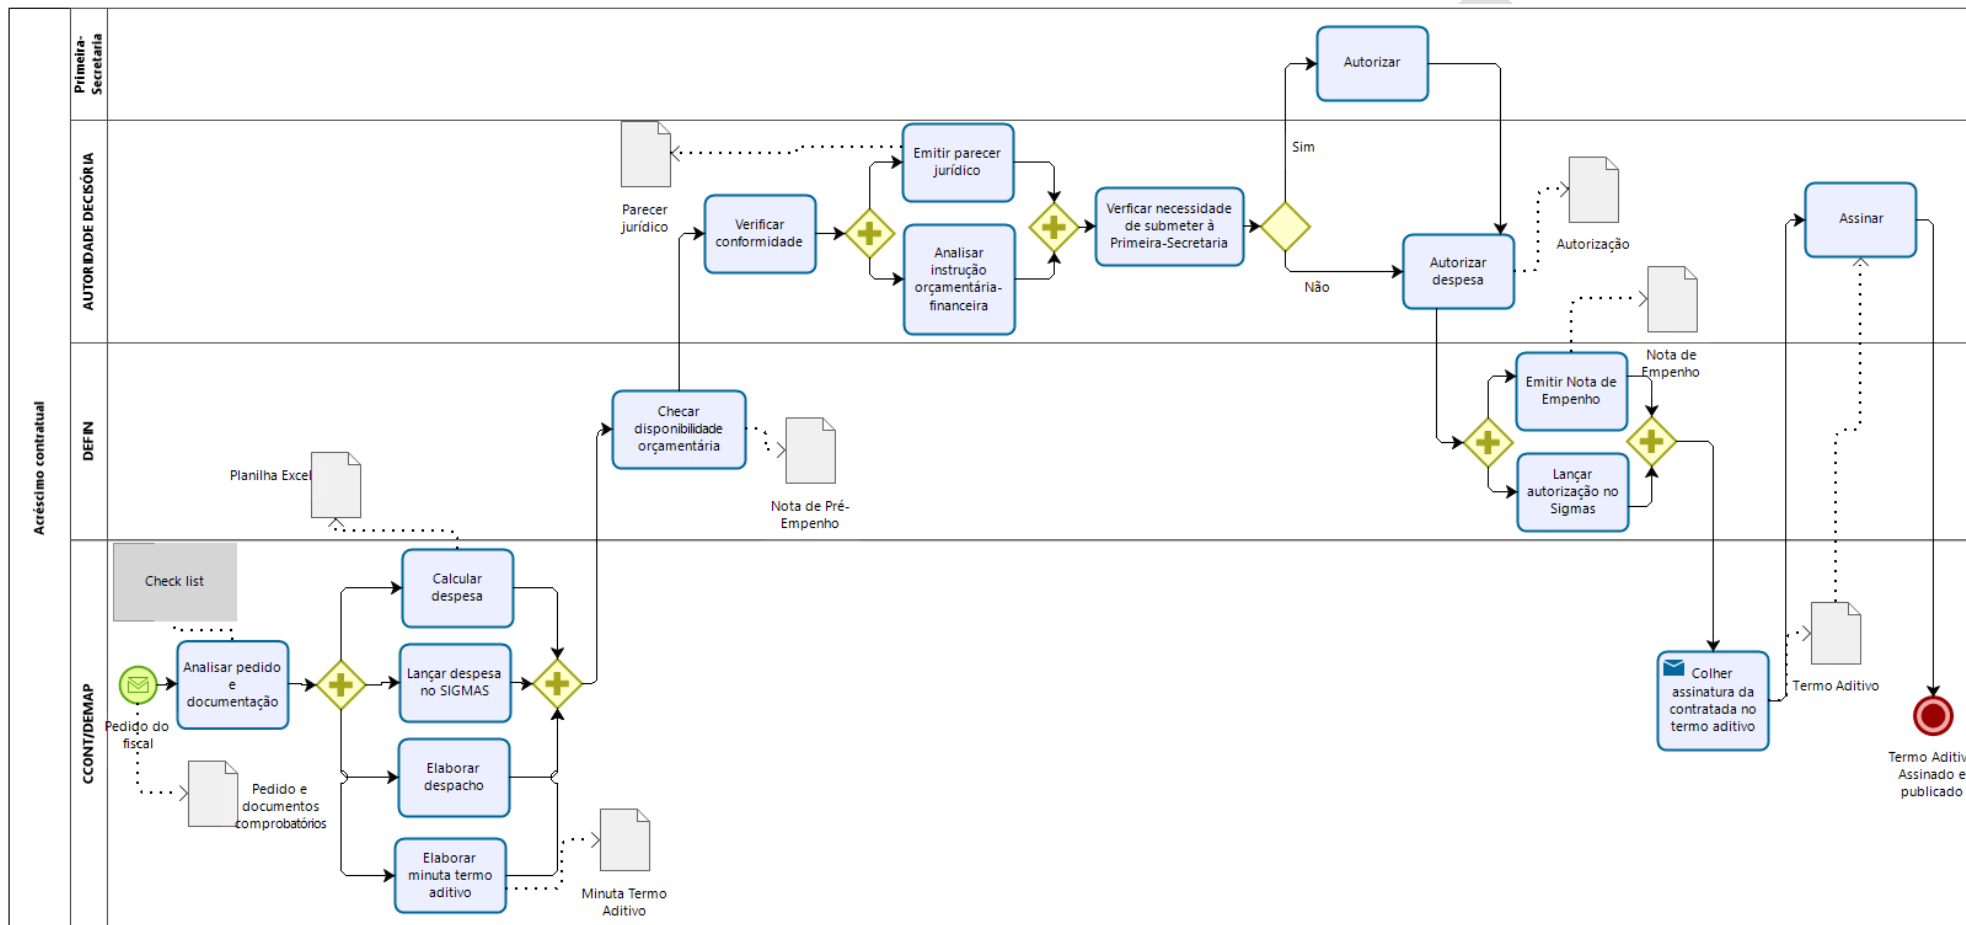 Acréscimo contratual
Primeira-
Secretaria
Autorizar
AUTORIDADE DECISÓRIA
Parecer
jurídico
Verificar
conformidade
Emitir parecer
jurídico
Analisar
instrução
orçamentária-
financeira
Verficar necessidade
de submeter à
Primeira-Secretaria
Sim
Não
Autorizar
despesa
Autorização
Assinar
DEFIN
Planilha Excel
Checar
disponibilidade
orçamentária
Nota de Pré-
Empenho
Emitir Nota de
Empenho
Nota de
Empenho
Lançar
autorização no
Sigmas
CCONT/DEMAP
Check list
Pedido do
fiscal
Analisar pedido
e
documentação
Pedido e
documentos
comprobatórios
Calcular
despesa
Lançar despesa
no SIGMAS
Elaborar
despacho
Elaborar
minuta termo
aditivo
Minuta Termo
Aditivo
Colher
assinatura da
contratada no
termo aditivo
Termo Aditivo
Termo Aditiv
Assinado e
publicado